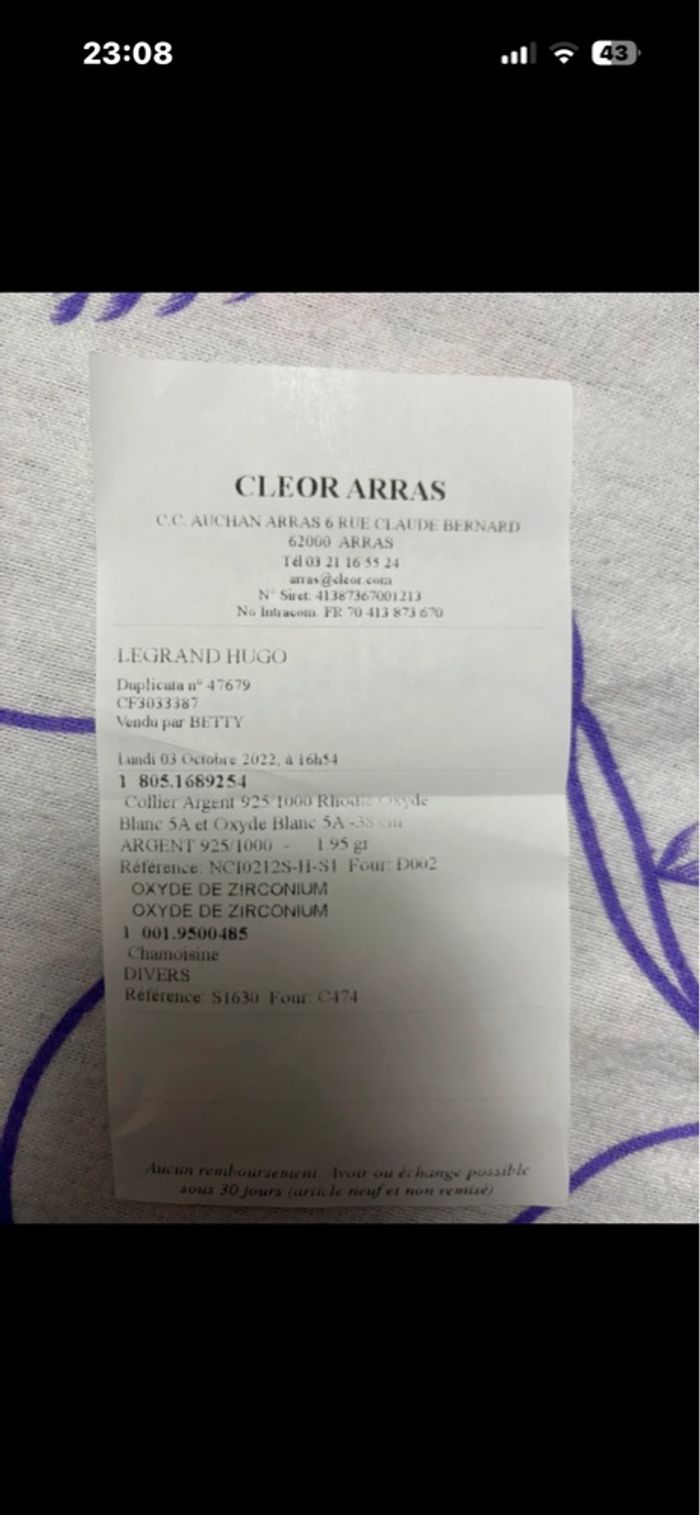 23:08
43
CLEOR ARRAS
C.C. AUCHAN ARRAS 6 RUE CLAUDE BERNARD
62000 ARRAS
Tél 03 21 16 55 24
arras@cleor.com
N° Siret: 41387367001213
No Intracom. FR 70 413 873 670
LEGRAND HUGO
Duplicata n° 47679
CF3033387
Vendu par BETTY
Lundi 03 Octobre 2022, à 16h54
1 805.1689254
Collier Argent 925/1000 Rhodié Oxyde
Blanc 5A et Oxyde Blanc 5A -38 cm
ARGENT 925/1000 - 1.95 gr
Référence: NCI0212S-H-S1 Four: D002
OXYDE DE ZIRCONIUM
OXYDE DE ZIRCONIUM
1 001.9500485
Chamoisine
DIVERS
Référence: S1630 Four: C474
Aucun remboursement. Avoir ou échange possible
sous 30 jours (article neuf et non remisé)